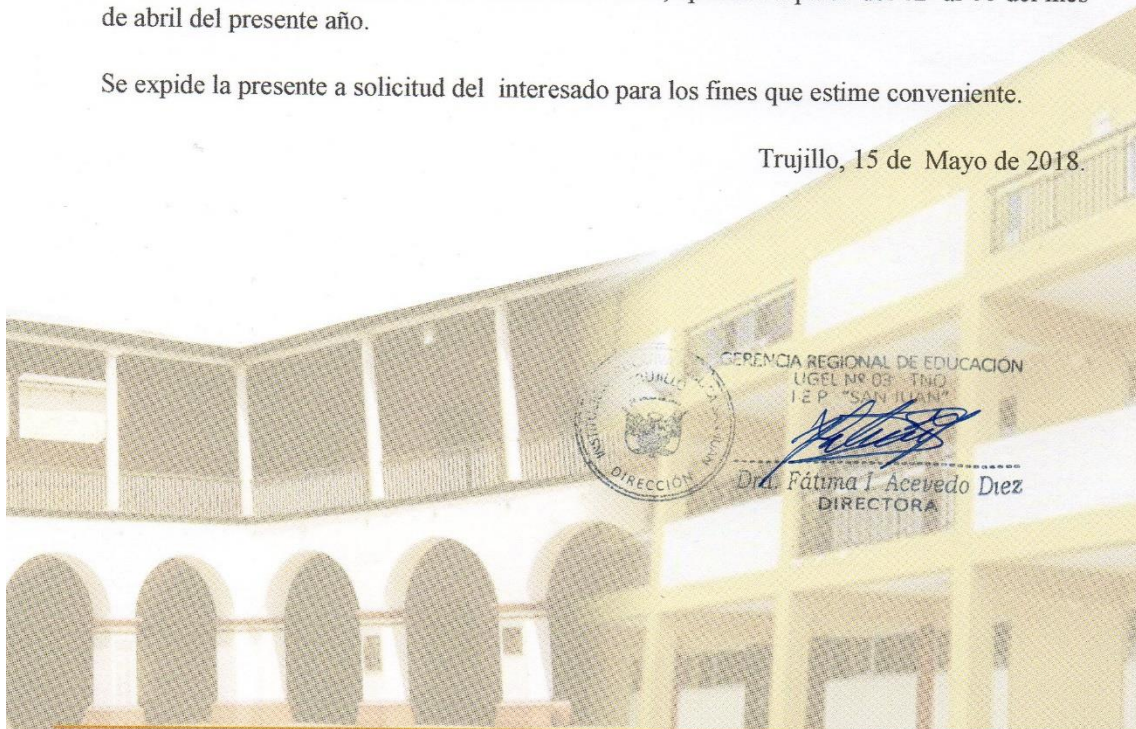 de abril del presente año.
Se expide la presente a solicitud del interesado para los fines que estime conveniente.
Trujillo, 15 de Mayo de 2018.
GERENCIA REGIONAL DE EDUCACIÓN
UGEL Nº 03 TNO
I E P "SAN JUAN"
DIRECCIÓN
Dra. Fátima I. Acevedo Diez
DIRECTORA